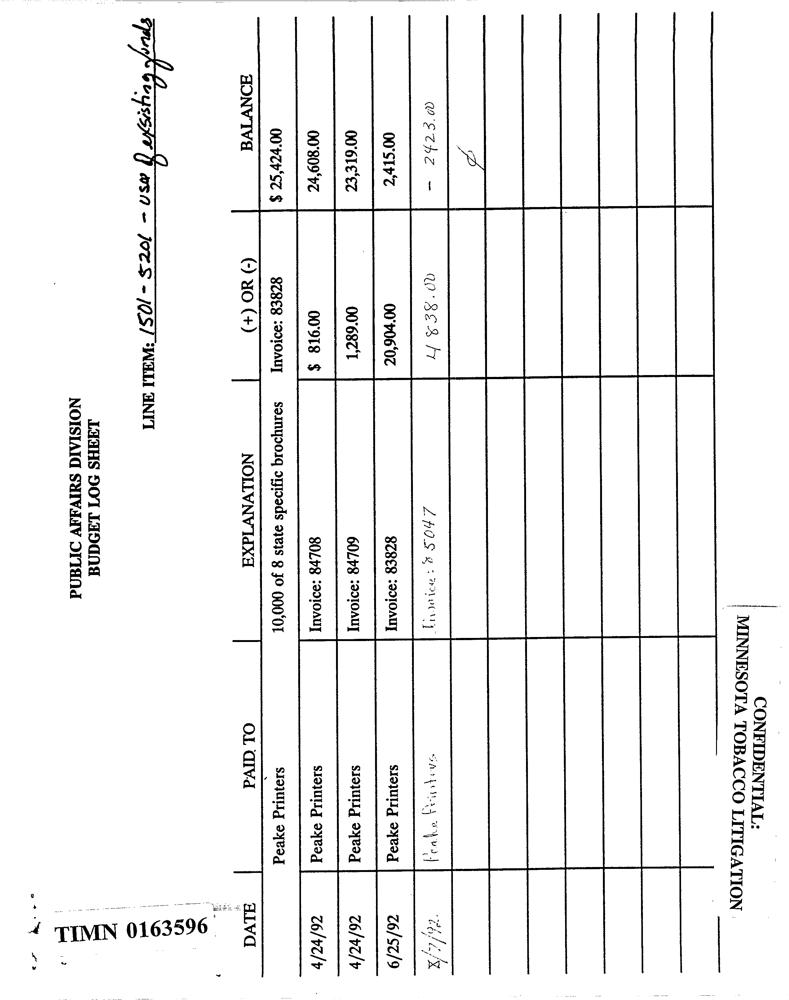 PUBLIC AFFAIRS DIVISION
BUDGET LOG SHEET
LINE ITEM: 1501-5201 - use of exsisting funds
DATE PAID TO EXPLANATION (+) OR (-) BALANCE
Peake Printers 10,000 of 8 state specific brochures Invoice: 83828 $ 25,424.00
4/24/92 Peake Printers Invoice: 84708 $ 816.00 24,608.00
4/24/92 Peake Printers Invoice: 84709 1,289.00 23,319.00
6/25/92 Peake Printers Invoice: 83828 20,904.00 2,415.00
8/7/92 Peake Printers Invoice: 85047 4838.00 - 2423.00
Ø
TIMN 0163596
CONFIDENTIAL:
MINNESOTA TOBACCO LITIGATION